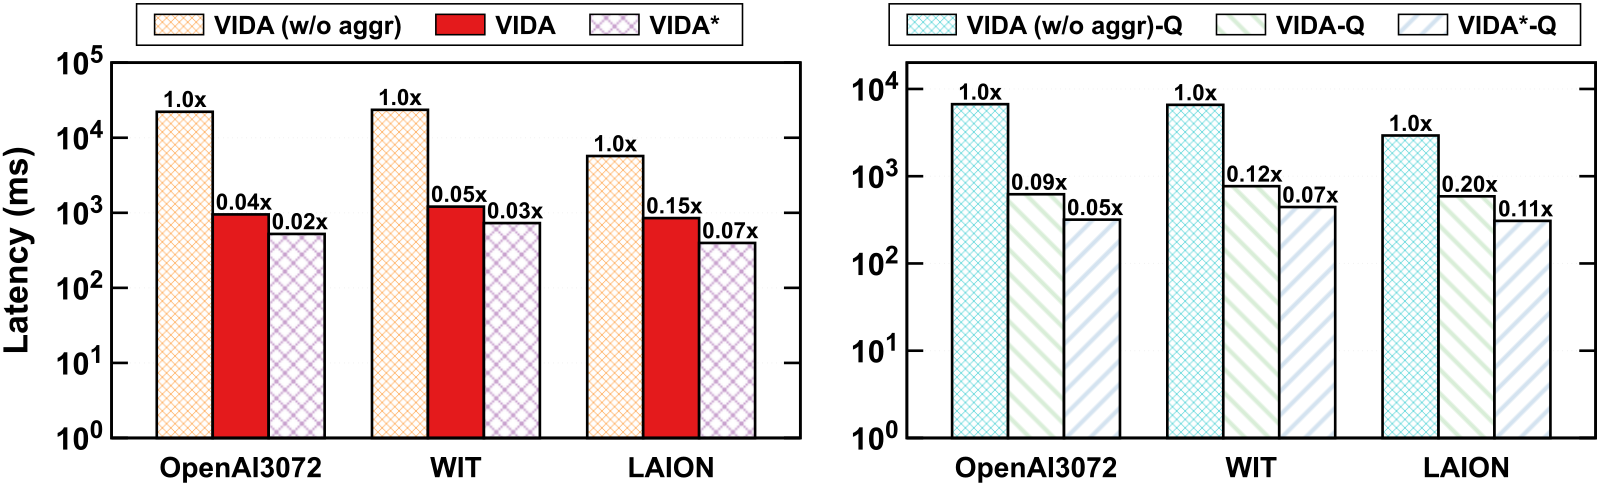 VIDA (w/o aggr) VIDA VIDA*
Latency (ms)
10^5
10^4
10^3
10^2
10^1
10^0
1.0x 0.04x 0.02x
1.0x 0.05x 0.03x
1.0x 0.15x 0.07x
OpenAI3072 WIT LAION
VIDA (w/o aggr)-Q VIDA-Q VIDA*-Q
10^4
10^3
10^2
10^1
10^0
1.0x 0.09x 0.05x
1.0x 0.12x 0.07x
1.0x 0.20x 0.11x
OpenAI3072 WIT LAION